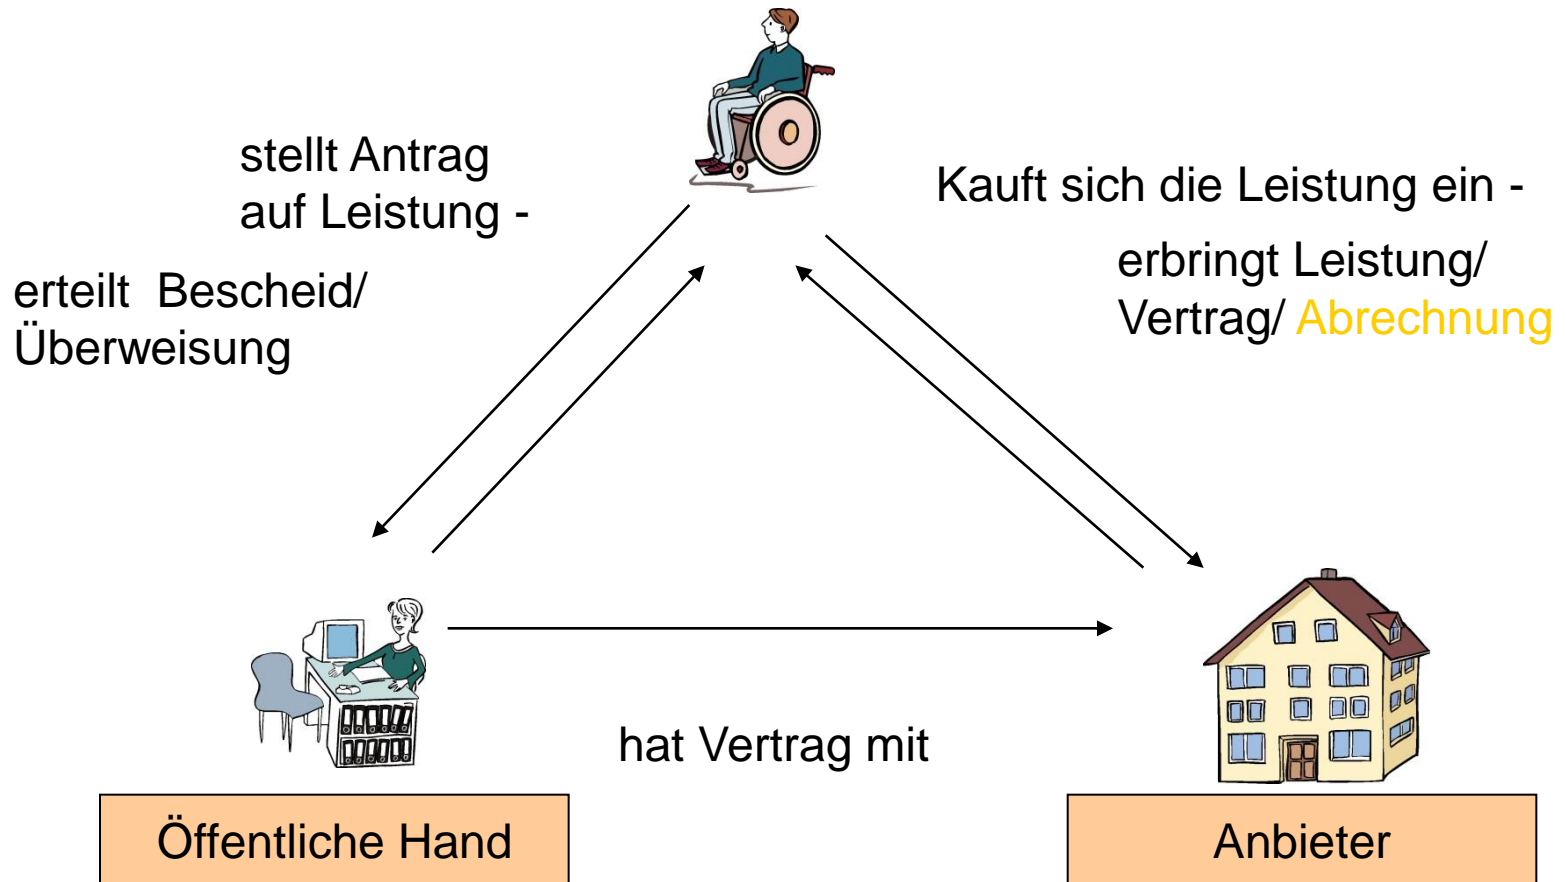 stellt Antrag
auf Leistung -
erteilt  Bescheid/
Überweisung
Kauft sich die Leistung ein -
erbringt Leistung/
Vertrag/ Abrechnung
hat Vertrag mit
Öffentliche Hand
Anbieter